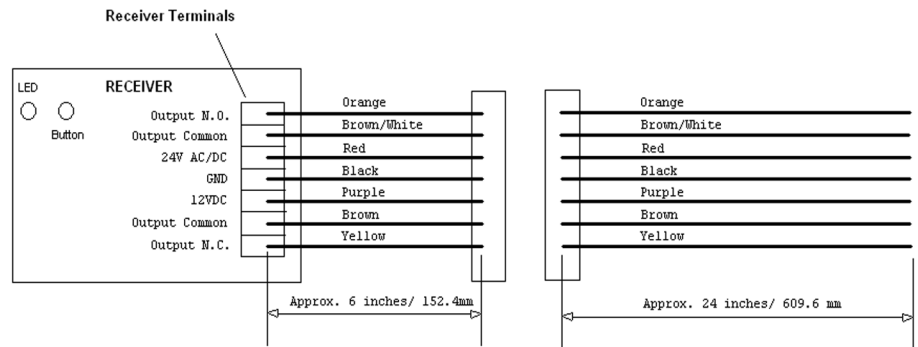 Receiver Terminals
LED
RECEIVER
Button
Output N.O.
Output Common
24V AC/DC
GND
12VDC
Output Common
Output N.C.
Orange
Brown/White
Red
Black
Purple
Brown
Yellow
Approx. 6 inches/ 152.4mm
Orange
Brown/White
Red
Black
Purple
Brown
Yellow
Approx. 24 inches/ 609.6 mm